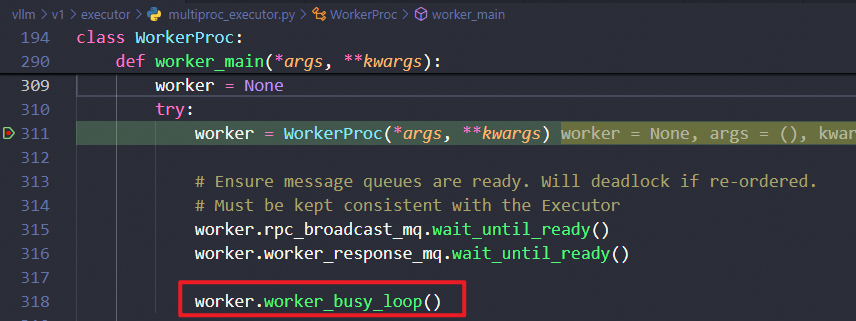 vllm > v1 > executor > multiproc_executor.py > WorkerProc > worker_main
194 class WorkerProc:
290 def worker_main(*args, **kwargs):
309 worker = None
310 try:
311 worker = WorkerProc(*args, **kwargs) worker = None, args = (), kwar
312
313 # Ensure message queues are ready. Will deadlock if re-ordered.
314 # Must be kept consistent with the Executor
315 worker.rpc_broadcast_mq.wait_until_ready()
316 worker.worker_response_mq.wait_until_ready()
317
318 worker.worker_busy_loop()